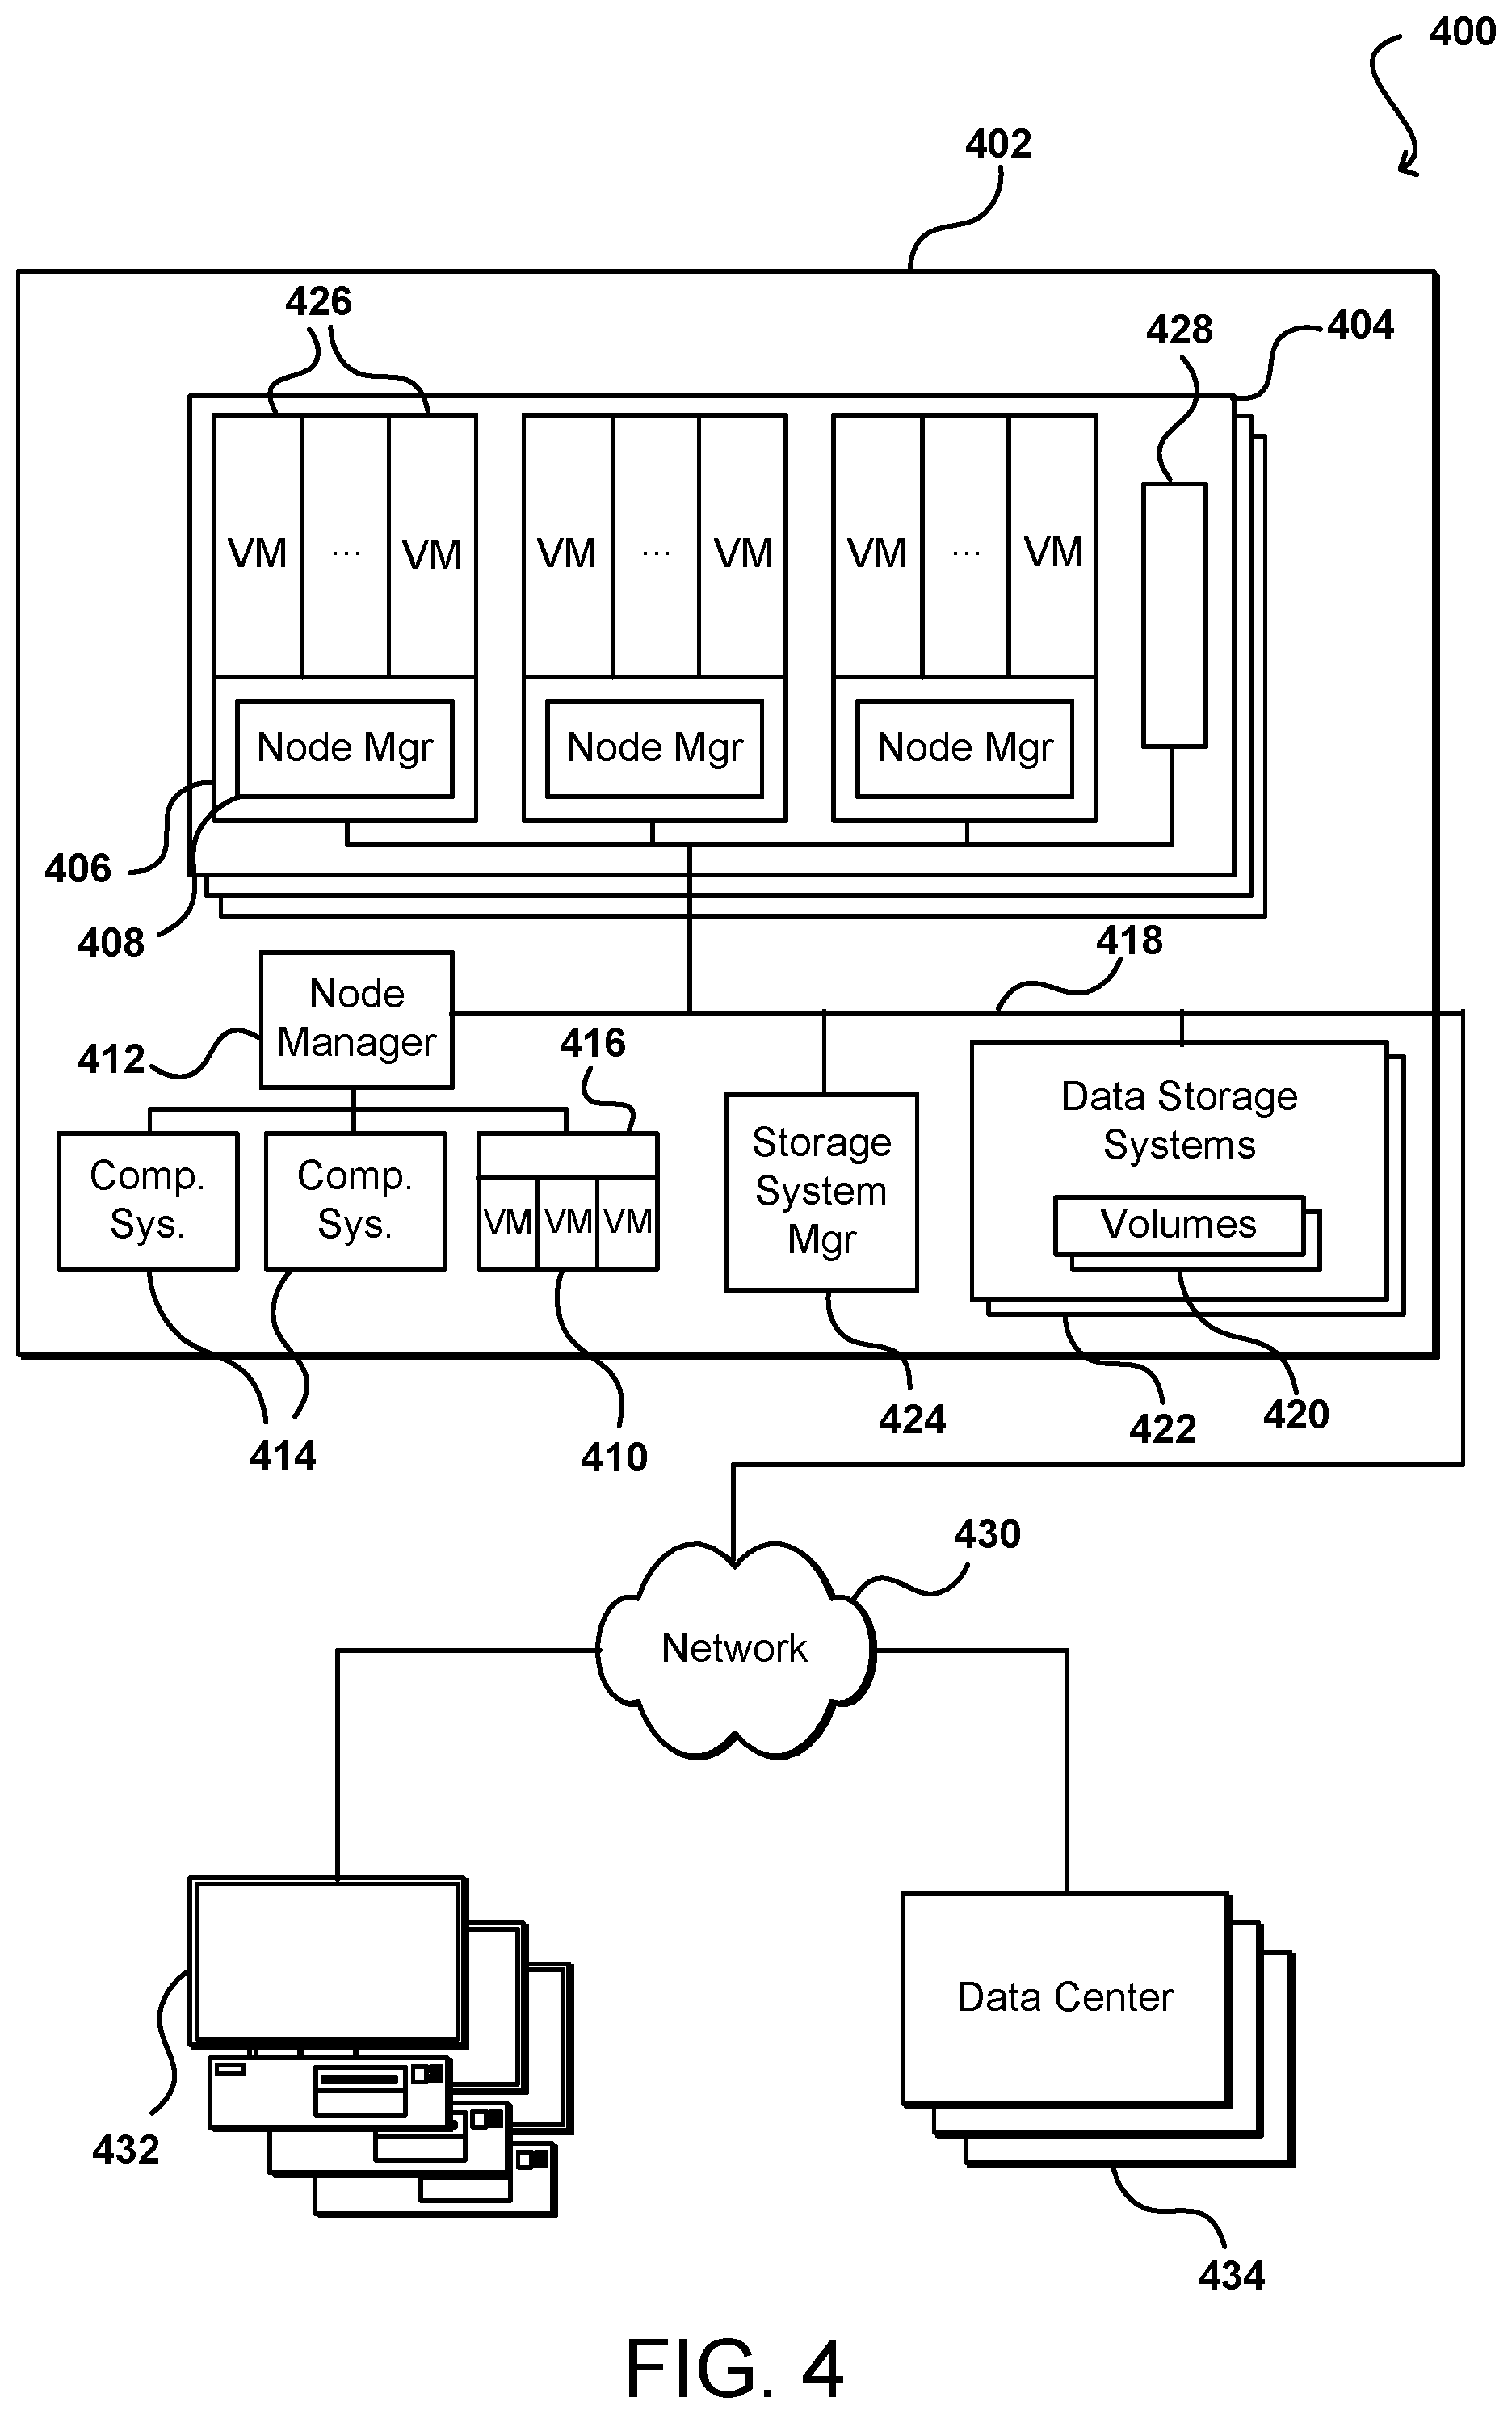 400
402
426
428
404
VM ... VM
VM ... VM
VM ... VM
Node Mgr
Node Mgr
Node Mgr
406
408
418
Node
Manager
412
416
Comp.
Sys.
Comp.
Sys.
VM VM VM
Storage
System
Mgr
Data Storage
Systems
Volumes
414
410
424
422
420
430
Network
432
Data Center
434
FIG. 4